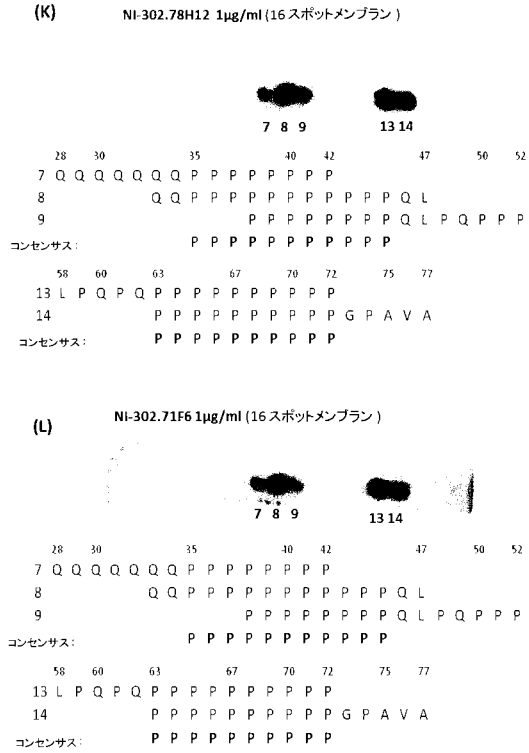 (K)
NI-302.78H12 1µg/ml (16 スポットメンブラン )
7 8 9 13 14
28 30 35 40 42 47 50 52
7 Q Q Q Q Q Q Q P P P P P P P P
8 Q Q P P P P P P P P P P P Q L
9 P P P P P P P P Q L P Q P P P
コンセンサス: P P P P P P P P P P P
58 60 63 67 70 72 75 77
13 L P Q P Q P P P P P P P P P P
14 P P P P P P P P P P G P A V A
コンセンサス: P P P P P P P P P P
(L)
NI-302.71F6 1µg/ml (16 スポットメンブラン )
7 8 9 13 14
28 30 35 40 42 47 50 52
7 Q Q Q Q Q Q Q P P P P P P P P
8 Q Q P P P P P P P P P P P Q L
9 P P P P P P P P Q L P Q P P P
コンセンサス: P P P P P P P P P P P
58 60 63 67 70 72 75 77
13 L P Q P Q P P P P P P P P P P
14 P P P P P P P P P P G P A V A
コンセンサス: P P P P P P P P P P